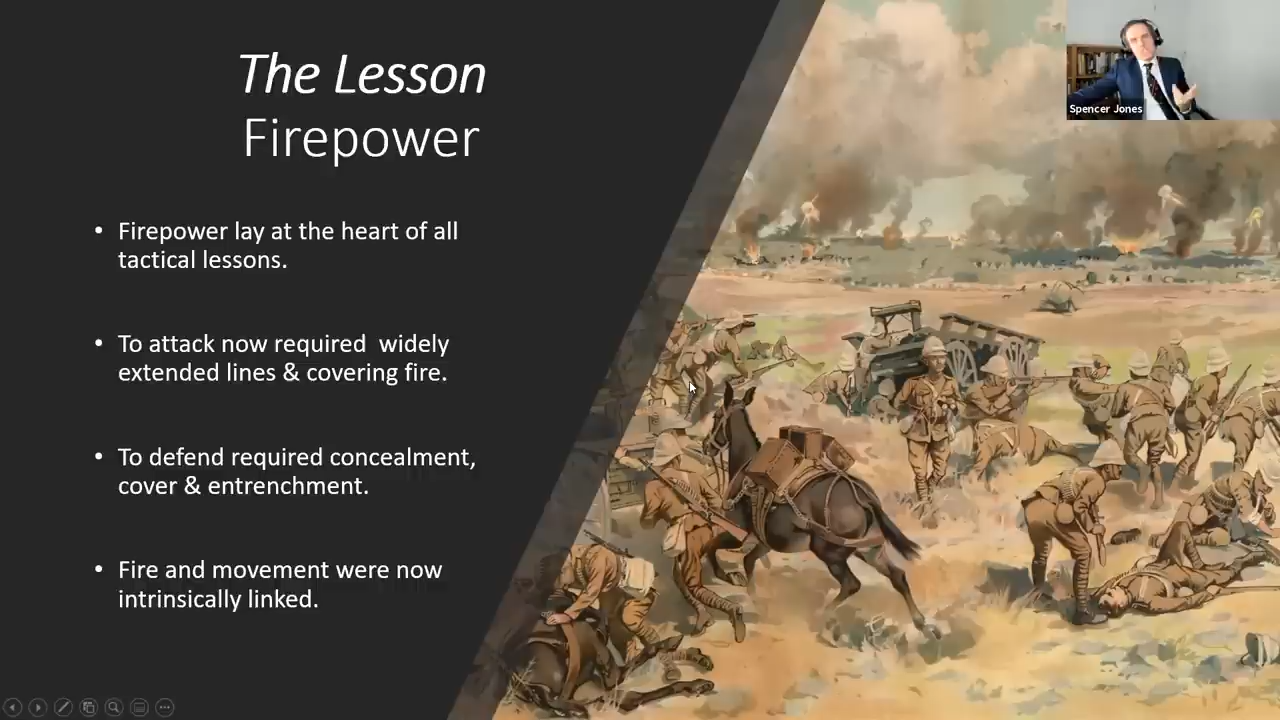 The Lesson
Firepower
Spencer Jones
• Firepower lay at the heart of all
tactical lessons.
• To attack now required  widely
extended lines & covering fire.
• To defend required concealment,
cover & entrenchment.
• Fire and movement were now
intrinsically linked.